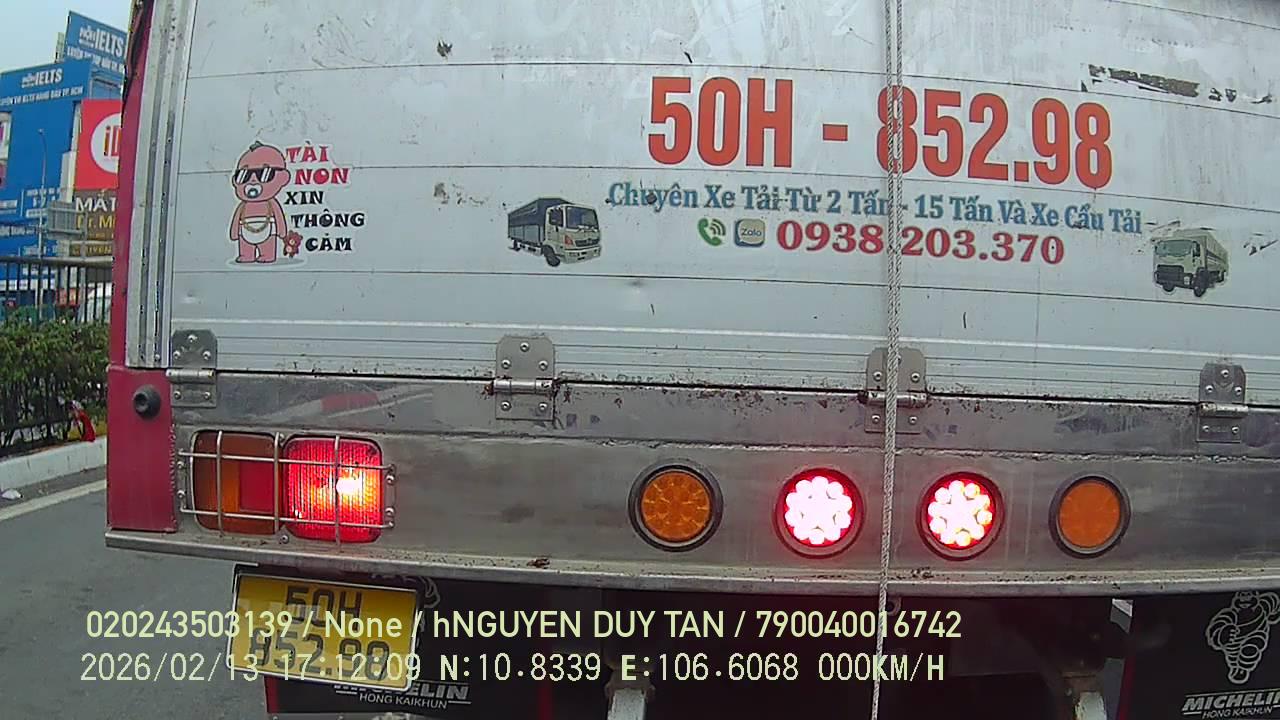 IELTS
IELTS
MẮT
TÀI
NON
XIN
THÔNG
CẢM
50H - 852.98
Chuyên Xe Tải Từ 2 Tấn - 15 Tấn Và Xe Cẩu Tải
Zalo
0938.203.370
50H
852.98
020243503139 / None / hNGUYEN DUY TAN / 790040016742
2026/02/13 17:12:09 N:10.8339 E:106.6068 000KM/H
MICHELIN
HONG KAIKHUN
MICHELIN
HONG KAIKHUN